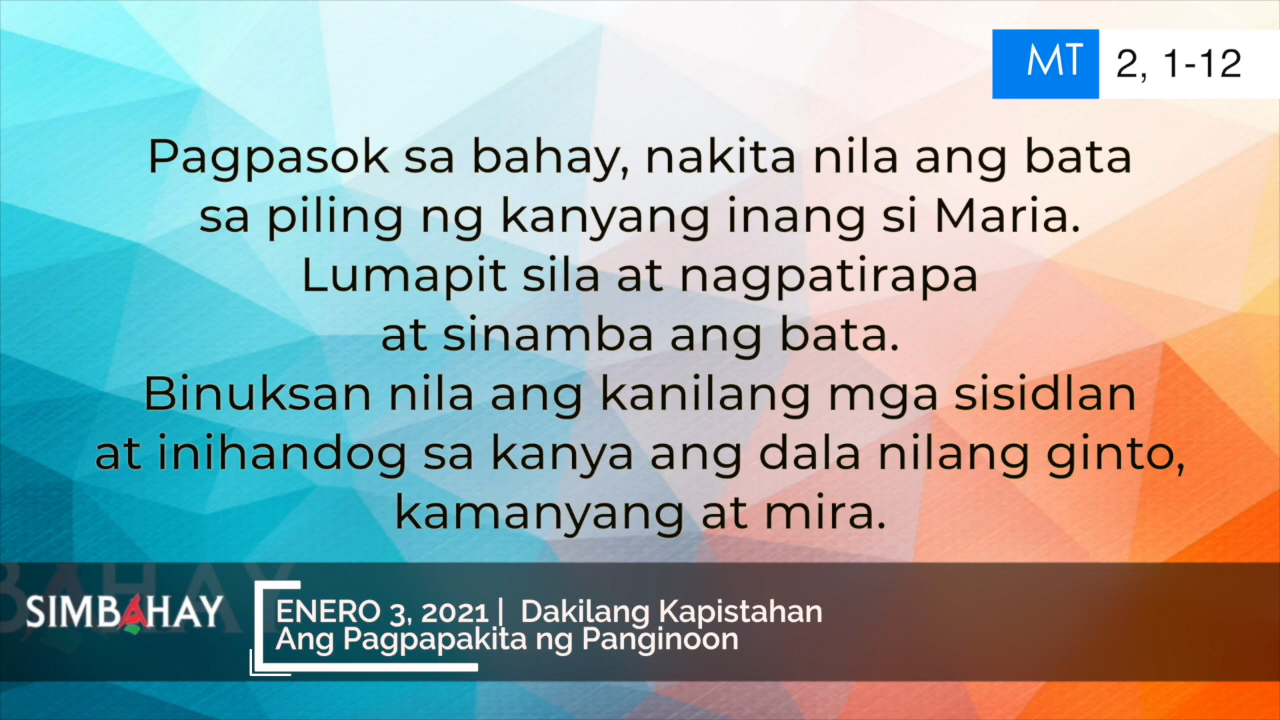 MT 2, 1-12
Pagpasok sa bahay, nakita nila ang bata
sa piling ng kanyang inang si Maria.
Lumapit sila at nagpatirapa
at sinamba ang bata.
Binuksan nila ang kanilang mga sisidlan
at inihandog sa kanya ang dala nilang ginto,
kamanyang at mira.
SIMBAHAY
ENERO 3, 2021 | Dakilang Kapistahan
Ang Pagpapakita ng Panginoon